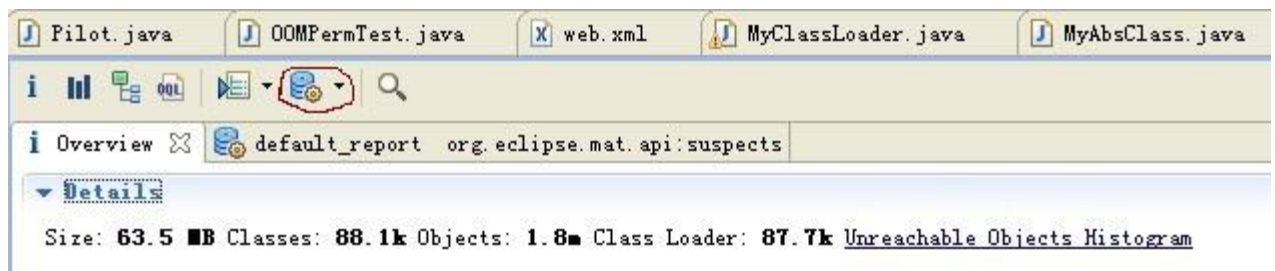 Pilot.java OOMPermTest.java web.xml MyClassLoader.java MyAbsClass.java
i OQL
i Overview default_report org.eclipse.mat.api:suspects
Details
Size: 63.5 MB Classes: 88.1k Objects: 1.8m Class Loader: 87.7k Unreachable Objects Histogram